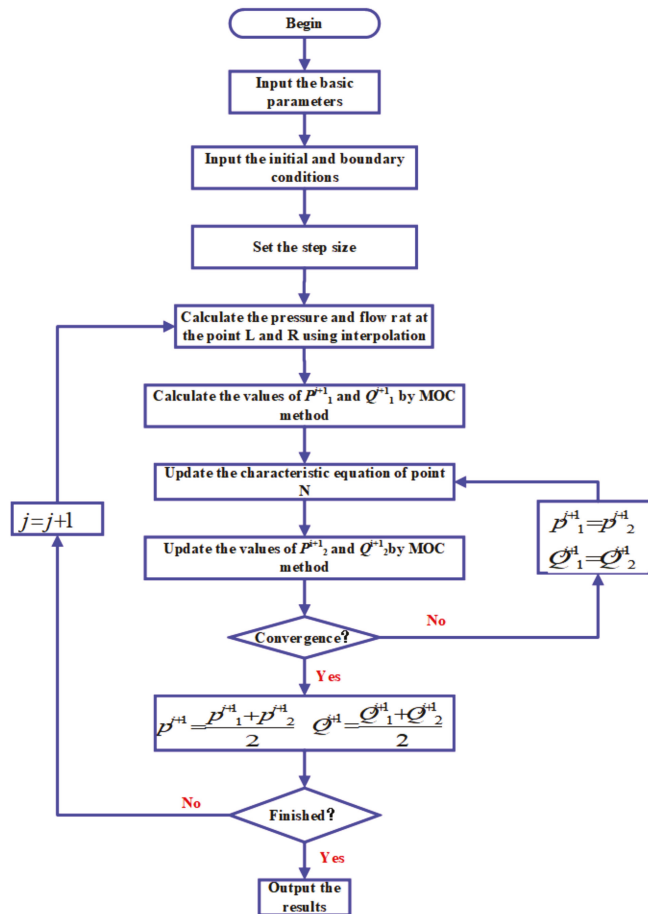 Begin
Input the basic
parameters
Input the initial and boundary
conditions
Set the step size
Calculate the pressure and flow rat at
the point L and R using interpolation
Calculate the values of P^{j+1}_1 and Q^{j+1}_1 by MOC
method
Update the characteristic equation of point
N
j=j+1
p^{j+1}_1=p^{j+1}_2
Q^{j+1}_1=Q^{j+1}_2
Update the values of P^{j+1}_2 and Q^{j+1}_2by MOC
method
Convergence?
No
Yes
p^{j+1}=\frac{p^{j+1}_1+p^{j+1}_2}{2} Q^{j+1}=\frac{Q^{j+1}_1+Q^{j+1}_2}{2}
No
Finished?
Yes
Output the
results